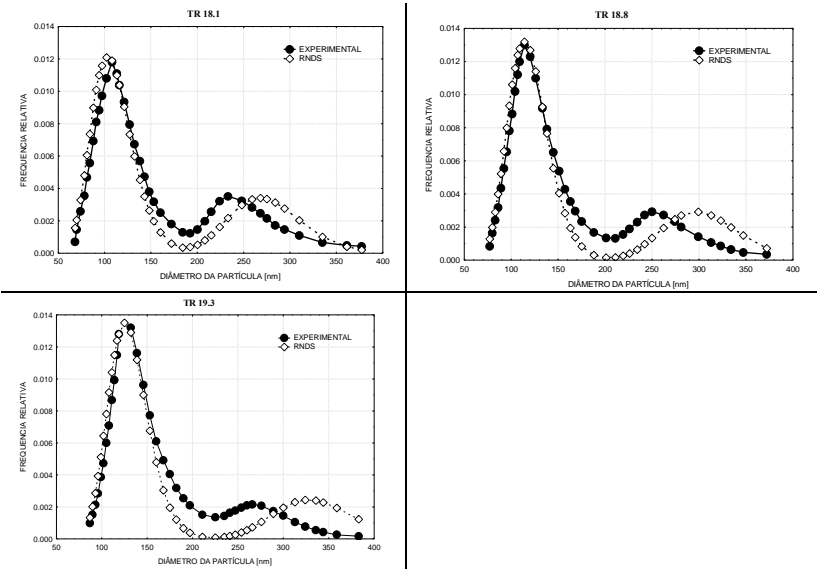 TR 18.1
0.014
0.012
0.010
0.008
0.006
0.004
0.002
0.000
FREQUENCIA RELATIVA
50 100 150 200 250 300 350 400
DIÂMETRO DA PARTÍCULA [nm]
EXPERIMENTAL
RNDS
TR 18.8
0.014
0.012
0.010
0.008
0.006
0.004
0.002
0.000
FREQUENCIA RELATIVA
50 100 150 200 250 300 350 400
DIÂMETRO DA PARTÍCULA [nm]
EXPERIMENTAL
RNDS
TR 19.3
0.014
0.012
0.010
0.008
0.006
0.004
0.002
0.000
FREQUENCIA RELATIVA
50 100 150 200 250 300 350 400
DIÂMETRO DA PARTÍCULA [nm]
EXPERIMENTAL
RNDS